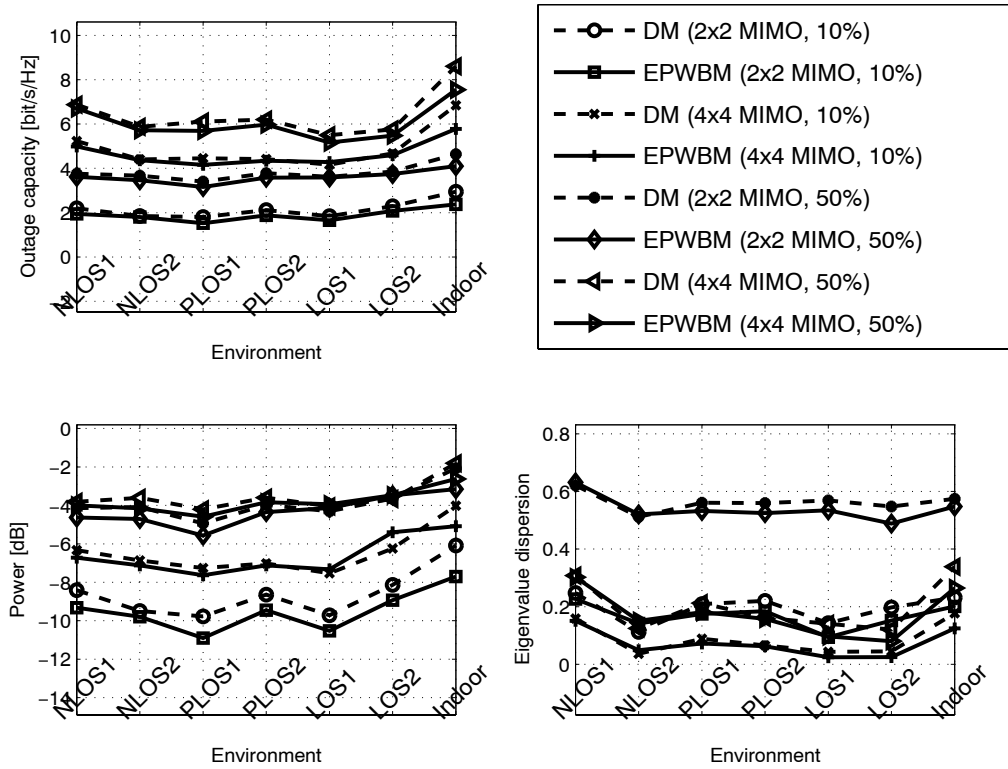 10
8
6
4
2
0
−2
Outage capacity [bit/s/Hz]
NLOS1
NLOS2
PLOS1
PLOS2
LOS1
LOS2
Indoor
Environment
DM (2x2 MIMO, 10%)
EPWBM (2x2 MIMO, 10%)
DM (4x4 MIMO, 10%)
EPWBM (4x4 MIMO, 10%)
DM (2x2 MIMO, 50%)
EPWBM (2x2 MIMO, 50%)
DM (4x4 MIMO, 50%)
EPWBM (4x4 MIMO, 50%)
0
−2
−4
−6
−8
−10
−12
−14
Power [dB]
NLOS1
NLOS2
PLOS1
PLOS2
LOS1
LOS2
Indoor
Environment
0.8
0.6
0.4
0.2
0
Eigenvalue dispersion
NLOS1
NLOS2
PLOS1
PLOS2
LOS1
LOS2
Indoor
Environment